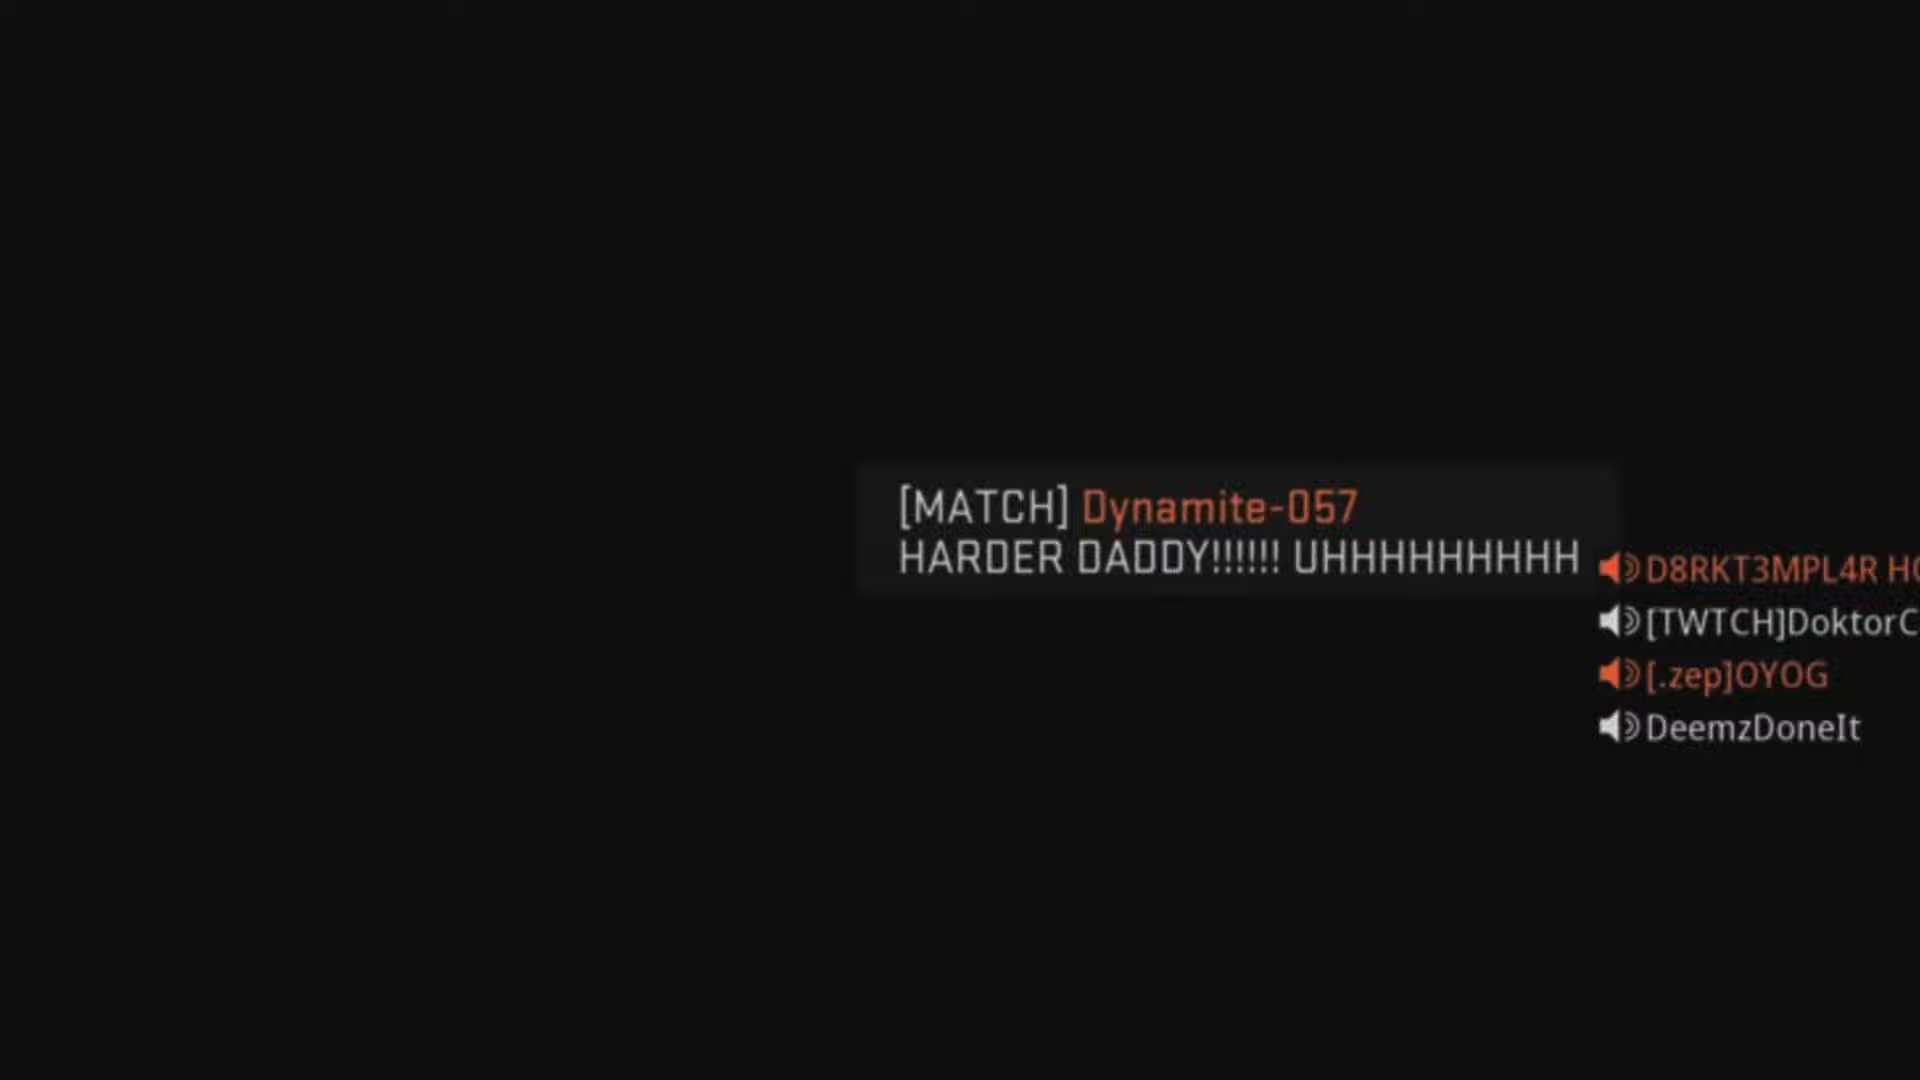 [MATCH] Dynamite-057
HARDER DADDY!!!!!! UHHHHHHHHHH
D8RKT3MPL4R
[TWTCH]DoktorC
[.zep]OYOG
DeemzDoneIt